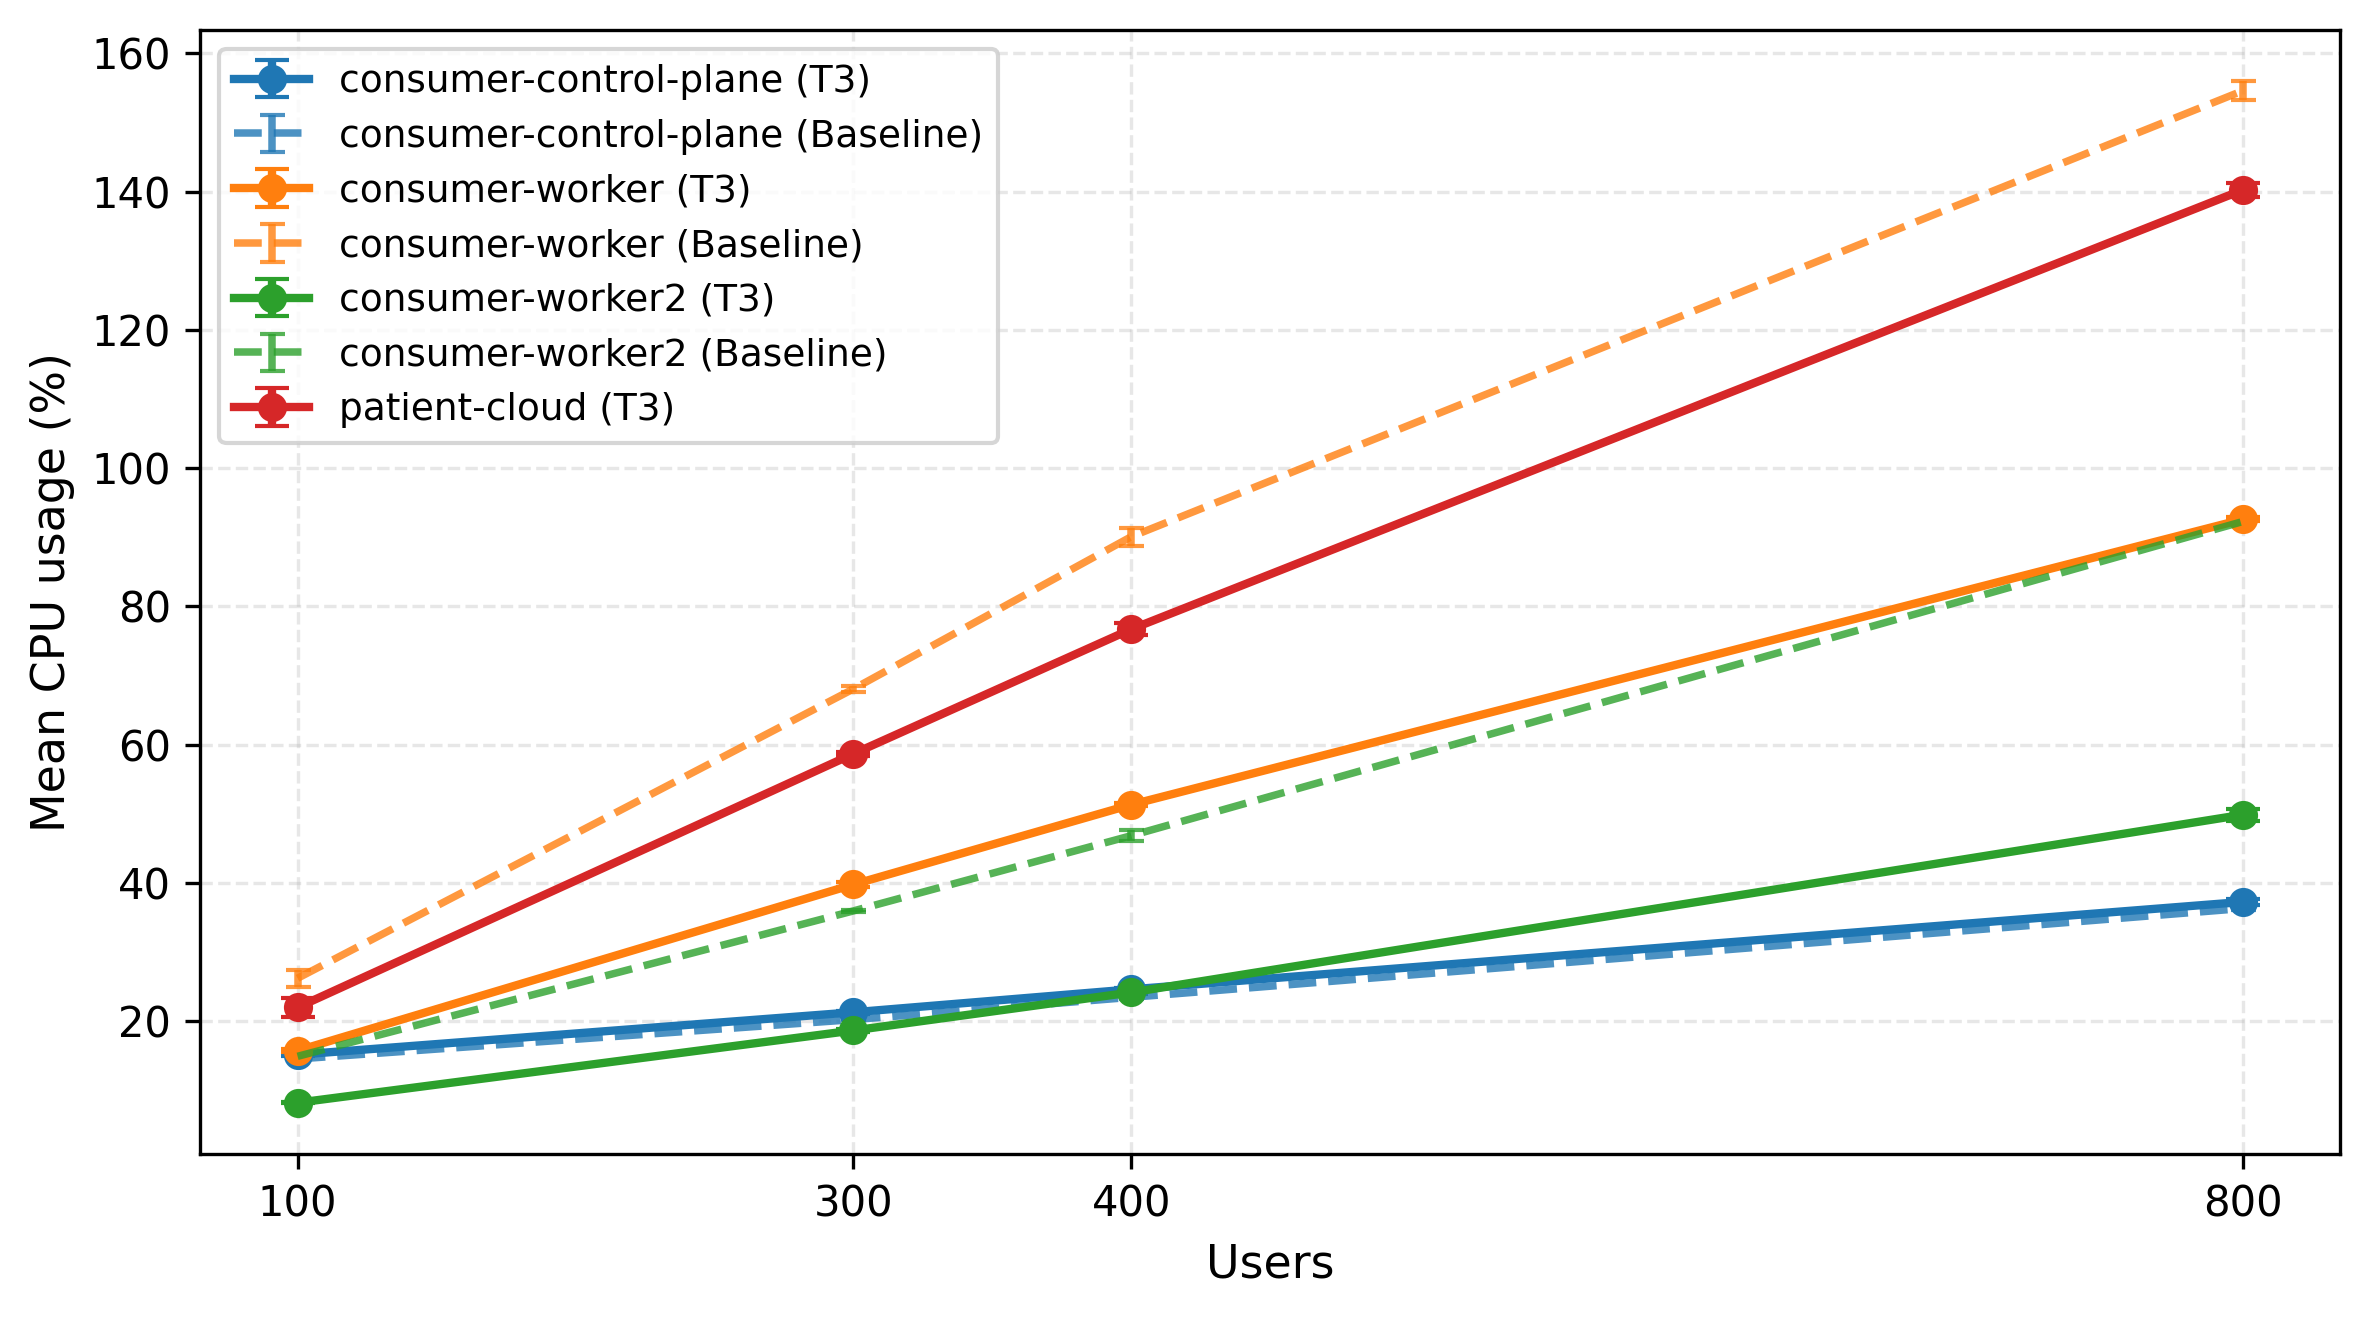 consumer-control-plane (T3)
consumer-control-plane (Baseline)
consumer-worker (T3)
consumer-worker (Baseline)
consumer-worker2 (T3)
consumer-worker2 (Baseline)
patient-cloud (T3)
Mean CPU usage (%)
160
140
120
100
80
60
40
20
100 300 400 800
Users